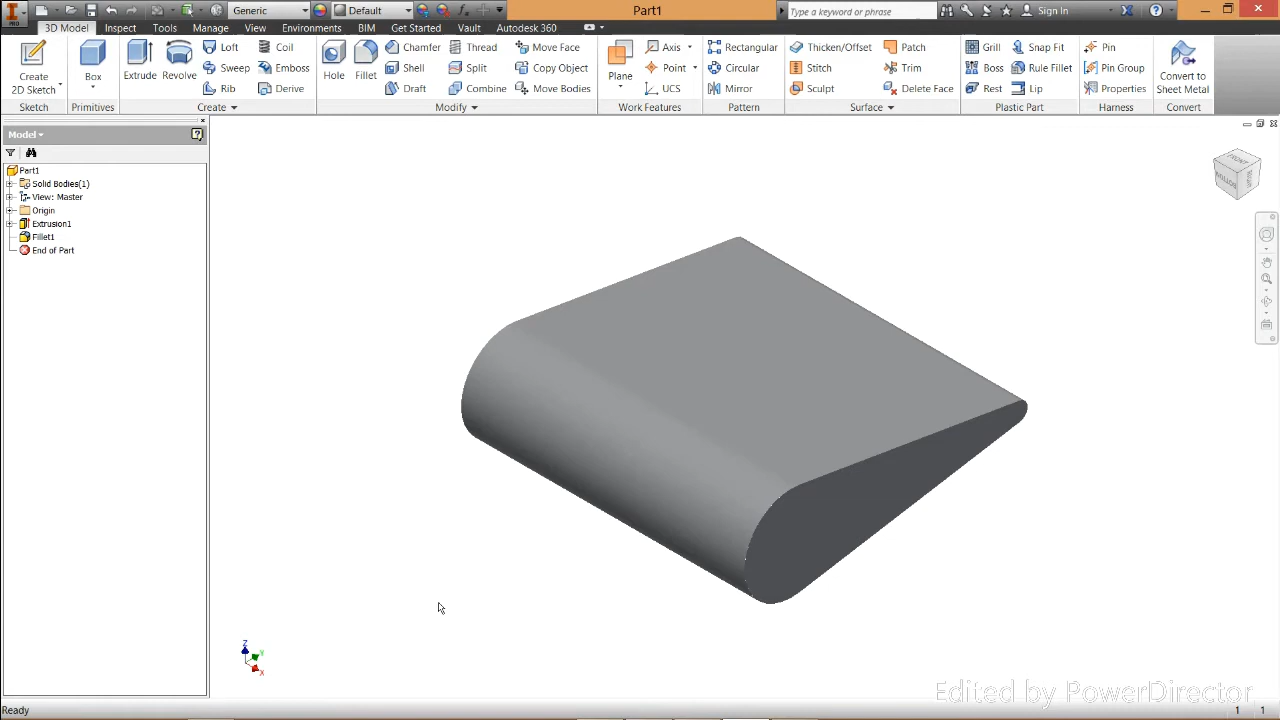 Generic
Default
Part1
Type a keyword or phrase
Sign In
PRO
3D Model Inspect Tools Manage View Environments BIM Get Started Vault Autodesk 360
Create
2D Sketch
Sketch
Box
Primitives
Extrude
Revolve
Loft
Sweep
Rib
Coil
Emboss
Derive
Create
Hole
Fillet
Chamfer
Shell
Draft
Thread
Split
Combine
Move Face
Copy Object
Move Bodies
Modify
Plane
Axis
Point
UCS
Work Features
Rectangular
Circular
Mirror
Pattern
Thicken/Offset
Stitch
Sculpt
Patch
Trim
Delete Face
Surface
Grill
Boss
Rest
Snap Fit
Rule Fillet
Lip
Plastic Part
Pin
Pin Group
Properties
Harness
Convert to
Sheet Metal
Convert
Model
Part1
Solid Bodies(1)
View: Master
Origin
Extrusion1
Fillet1
End of Part
FRONT
BOTTOM
Z
Y
X
Edited by PowerDirector
Ready
1 1